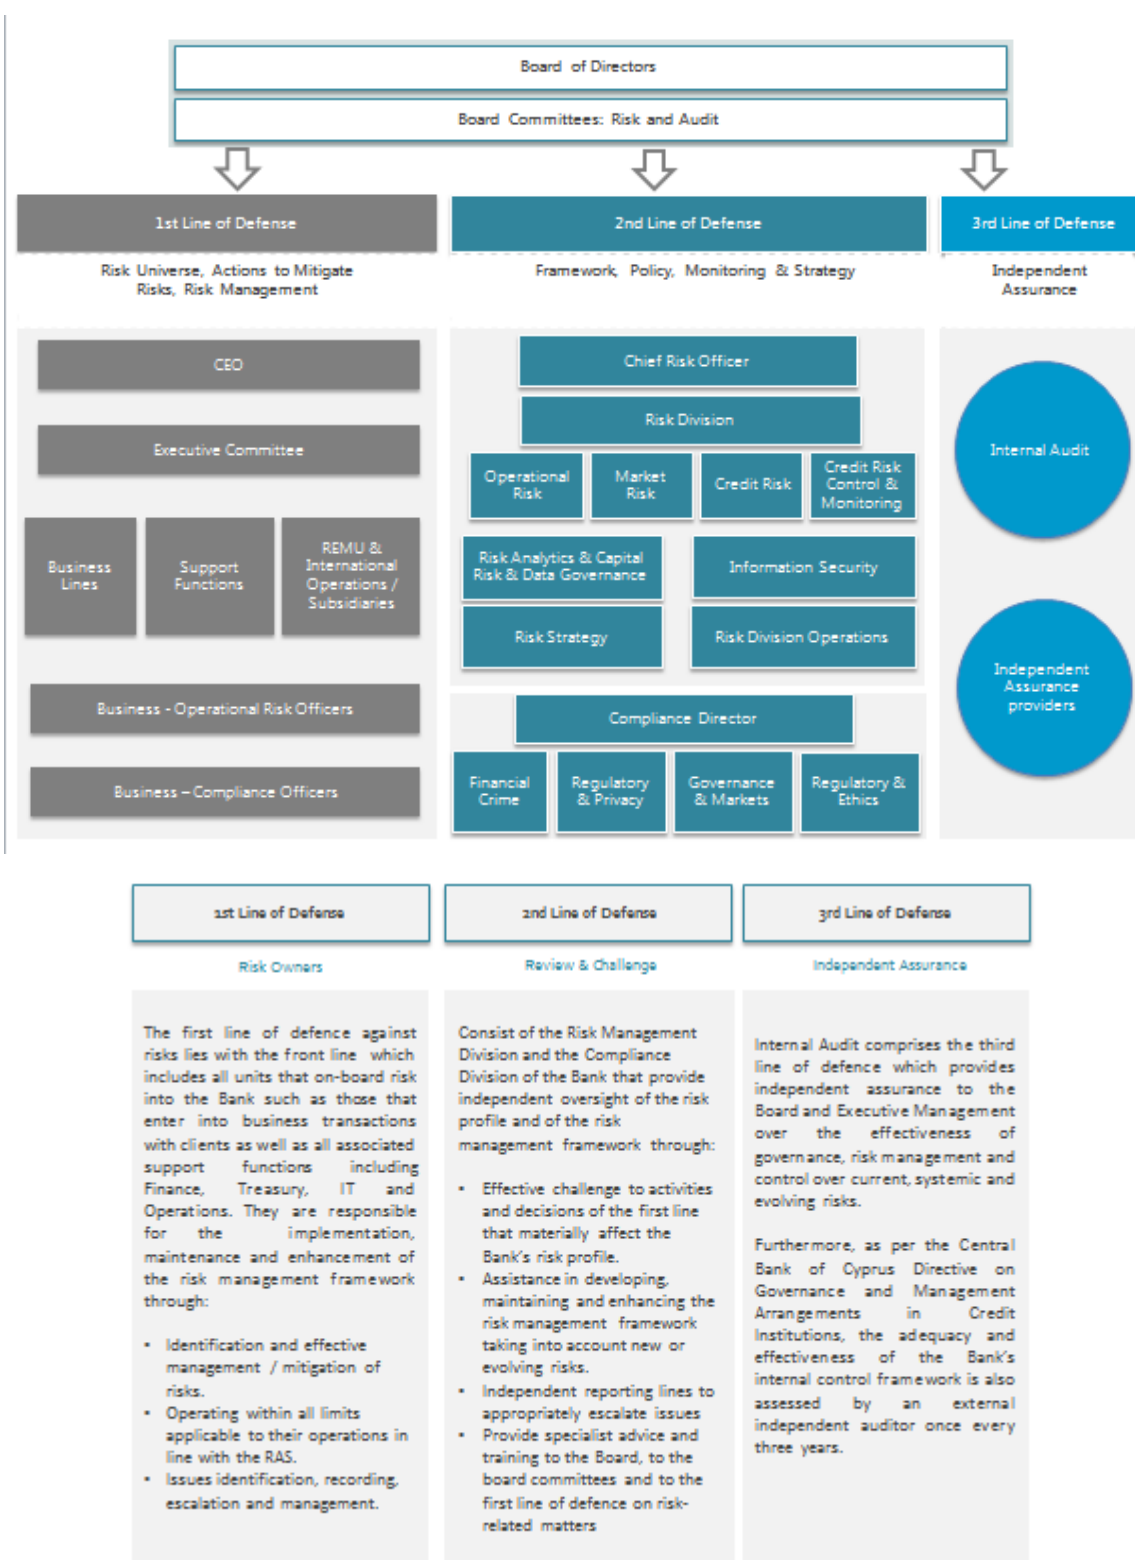 Board of Directors
Board Committees: Risk and Audit
1st Line of Defense
2nd Line of Defense
3rd Line of Defense
Risk Universe, Actions to Mitigate
Risks, Risk Management
Framework, Policy, Monitoring & Strategy
Independent
Assurance
CEO
Executive Committee
Business
Lines
Support
Functions
REMU &
International
Operations /
Subsidiaries
Business - Operational Risk Officers
Business – Compliance Officers
Chief Risk Officer
Risk Division
Operational
Risk
Market
Risk
Credit Risk
Credit Risk
Control &
Monitoring
Risk Analytics & Capital
Risk & Data Governance
Information Security
Risk Strategy
Risk Division Operations
Compliance Director
Financial
Crime
Regulatory
& Privacy
Governance
& Markets
Regulatory &
Ethics
Internal Audit
Independent
Assurance
providers
1st Line of Defense
Risk Owners
The first line of defence against
risks lies with the front line which
includes all units that on-board risk
into the Bank such as those that
enter into business transactions
with clients as well as all associated
support functions including
Finance, Treasury, IT and
Operations. They are responsible
for the implementation,
maintenance and enhancement of
the risk management framework
through:
• Identification and effective
management / mitigation of
risks.
• Operating within all limits
applicable to their operations in
line with the RAS.
• Issues identification, recording,
escalation and management.
2nd Line of Defense
Review & Challenge
Consist of the Risk Management
Division and the Compliance
Division of the Bank that provide
independent oversight of the risk
profile and of the risk
management framework through:
• Effective challenge to activities
and decisions of the first line
that materially affect the
Bank's risk profile.
• Assistance in developing,
maintaining and enhancing the
risk management framework
taking into account new or
evolving risks.
• Independent reporting lines to
appropriately escalate issues
• Provide specialist advice and
training to the Board, to the
board committees and to the
first line of defence on risk-
related matters
3rd Line of Defense
Independent Assurance
Internal Audit comprises the third
line of defence which provides
independent assurance to the
Board and Executive Management
over the effectiveness of
governance, risk management and
control over current, systemic and
evolving risks.
Furthermore, as per the Central
Bank of Cyprus Directive on
Governance and Management
Arrangements in Credit
Institutions, the adequacy and
effectiveness of the Bank's
internal control framework is also
assessed by an external
independent auditor once every
three years.